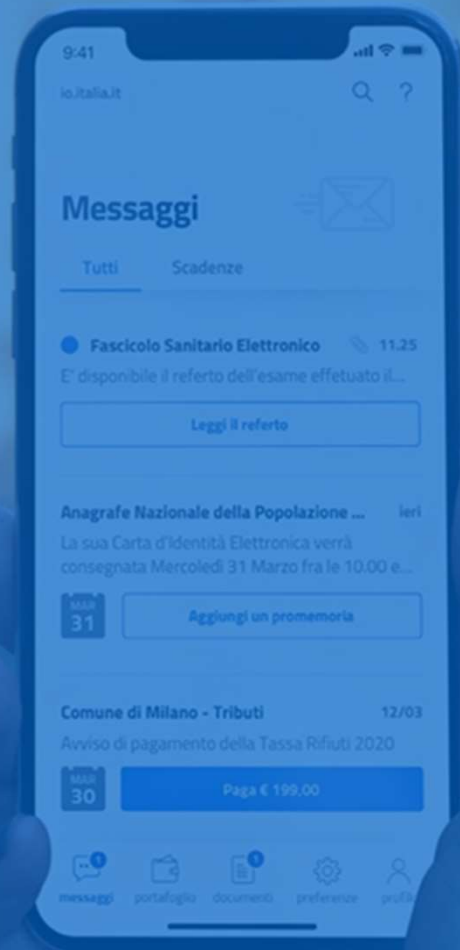 9:41
io.italia.it
Messaggi
Tutti Scadenze
Fascicolo Sanitario Elettronico 11.25
E' disponibile il referto dell'esame effetuato il...
Leggi il referto
Anagrafe Nazionale della Popolazione ... ieri
La sua Carta d'Identità Elettronica verrà
consegnata Mercoledì 31 Marzo fra le 10.00 e...
MAR
31
Aggiungi un promemoria
Comune di Milano - Tributi 12/03
Avviso di pagamento della Tassa Rifiuti 2020
MAR
30
Paga € 199,00
1 1
messaggi portafoglio documenti preferenze